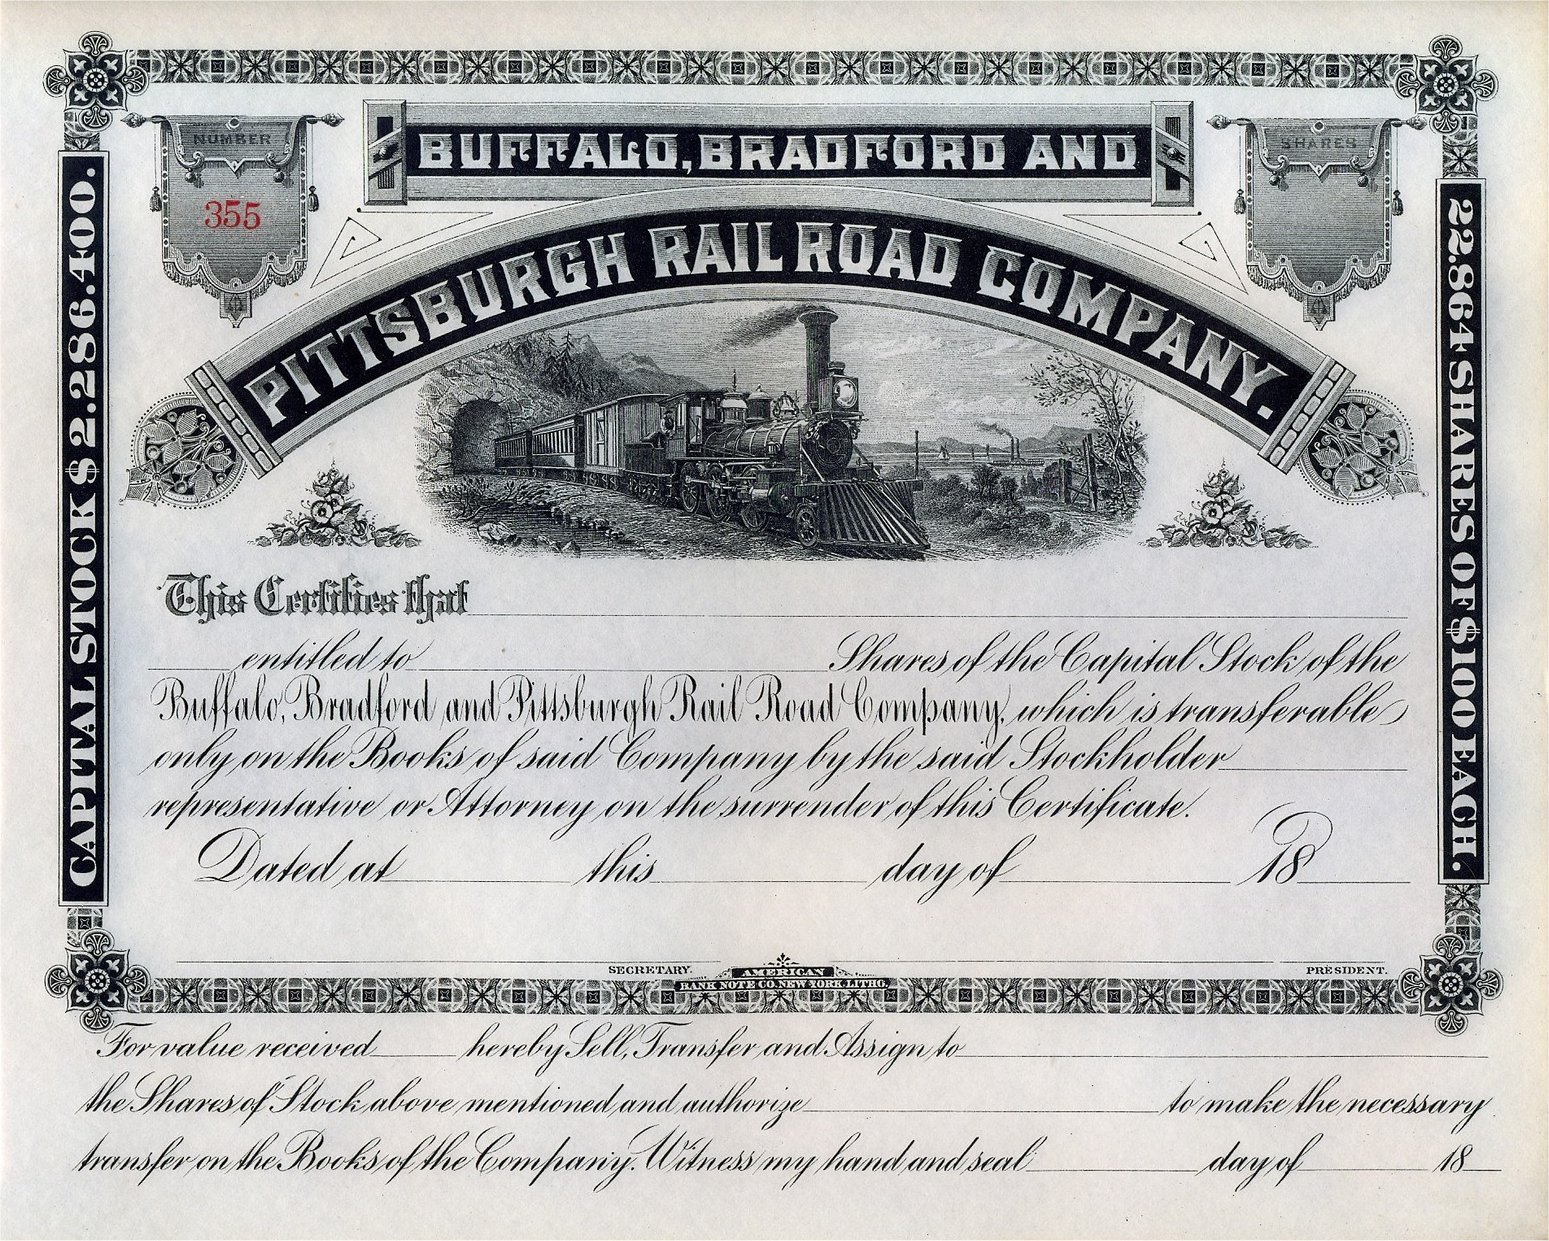 NUMBER
355
BUFFALO, BRADFORD AND
SHARES
PITTSBURGH RAIL ROAD COMPANY.
CAPITAL STOCK $ 2.286.400.
22.864 SHARES OF $100 EACH.
This Certifies that
entitled to Shares of the Capital Stock of the
Buffalo, Bradford and Pittsburgh Rail Road Company, which is transferable
only on the Books of said Company by the said Stockholder
representative or Attorney on the surrender of this Certificate.
Dated at this day of 18
SECRETARY. PRESIDENT.
AMERICAN
BANK NOTE CO. NEW YORK, LITHO.
For value received hereby Sell, Transfer and Assign to
the Shares of Stock above mentioned and authorize to make the necessary
transfer on the Books of the Company. Witness my hand and seal day of 18